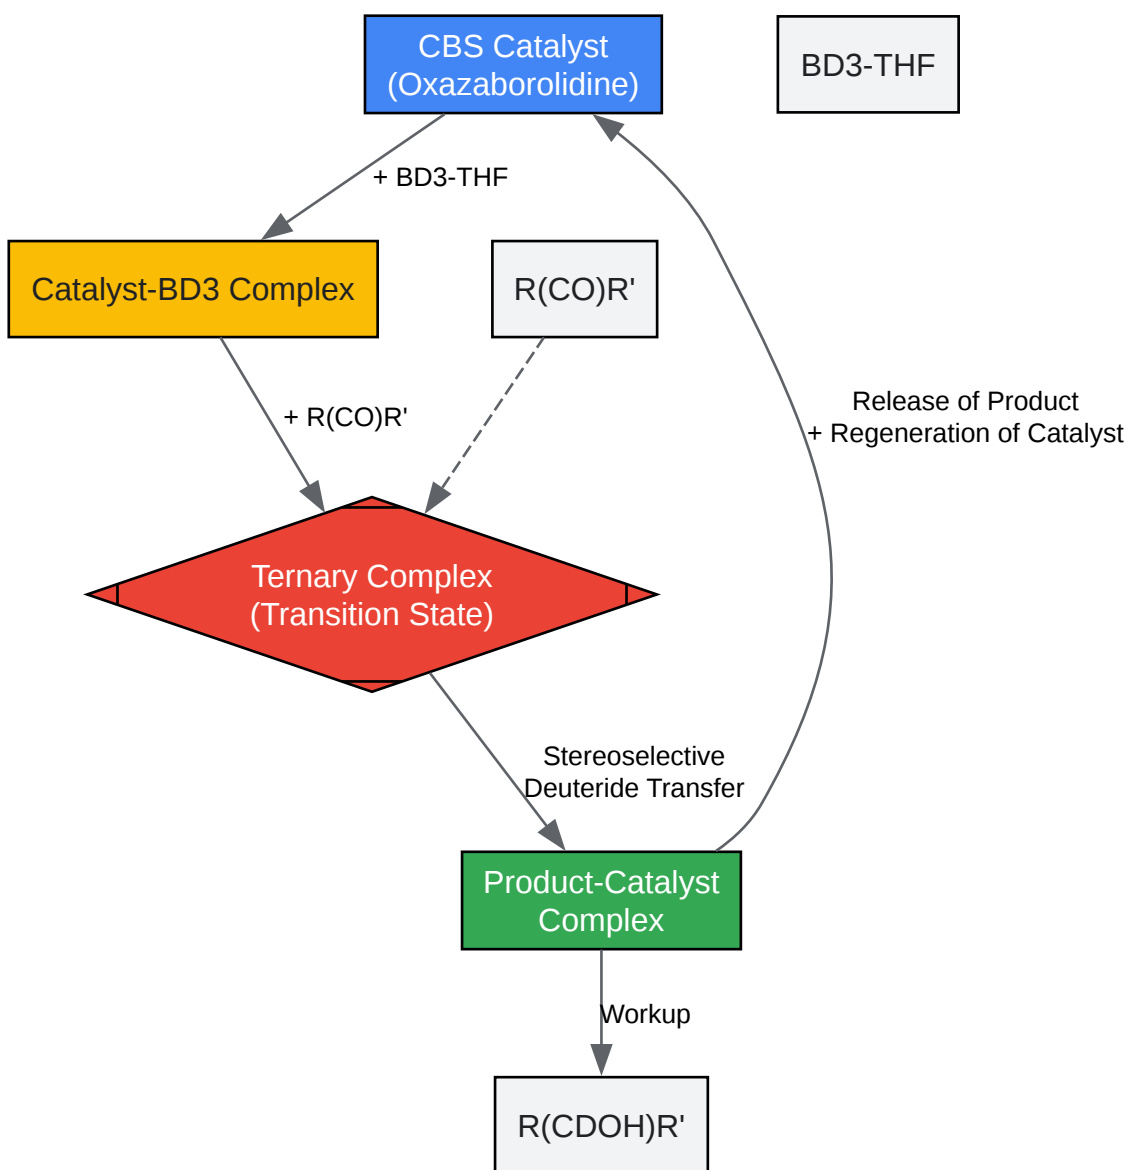 CBS Catalyst
(Oxazaborolidine)
BD3-THF
+ BD3-THF
Catalyst-BD3 Complex
R(CO)R'
+ R(CO)R'
Release of Product
+ Regeneration of Catalyst
Ternary Complex
(Transition State)
Stereoselective
Deuteride Transfer
Product-Catalyst
Complex
Workup
R(CDOH)R'